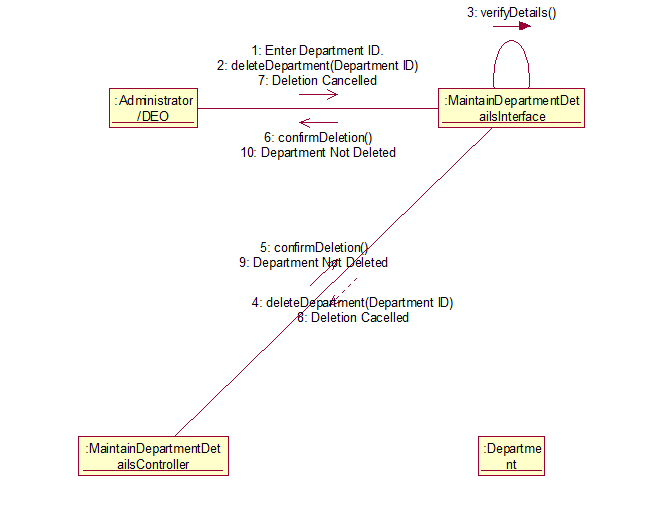 3: verifyDetails()
1: Enter Department ID.
2: deleteDepartment(Department ID)
7: Deletion Cancelled
:Administrator
/DEO
:MaintainDepartmentDet
ailsInterface
6: confirmDeletion()
10: Department Not Deleted
5: confirmDeletion()
9: Department Not Deleted
4: deleteDepartment(Department ID)
8: Deletion Cacelled
:MaintainDepartmentDet
ailsController
:Departme
nt